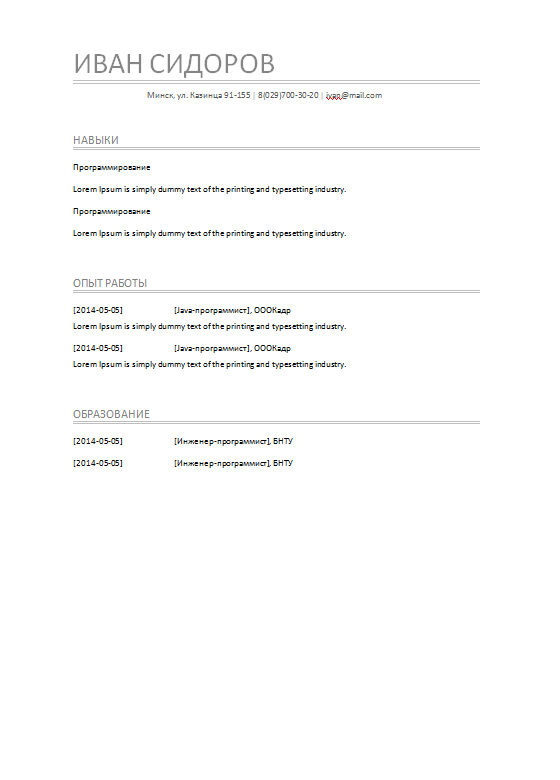 ИВАН СИДОРОВ
Минск, ул. Казинца 91-155 | 8(029)700-30-20 | ivan@mail.com
НАВЫКИ
Программирование
Lorem Ipsum is simply dummy text of the printing and typesetting industry.
Программирование
Lorem Ipsum is simply dummy text of the printing and typesetting industry.
ОПЫТ РАБОТЫ
[2014-05-05] [Java-программист], ОООКадр
Lorem Ipsum is simply dummy text of the printing and typesetting industry.
[2014-05-05] [Java-программист], ОООКадр
Lorem Ipsum is simply dummy text of the printing and typesetting industry.
ОБРАЗОВАНИЕ
[2014-05-05] [Инженер-программист], БНТУ
[2014-05-05] [Инженер-программист], БНТУ